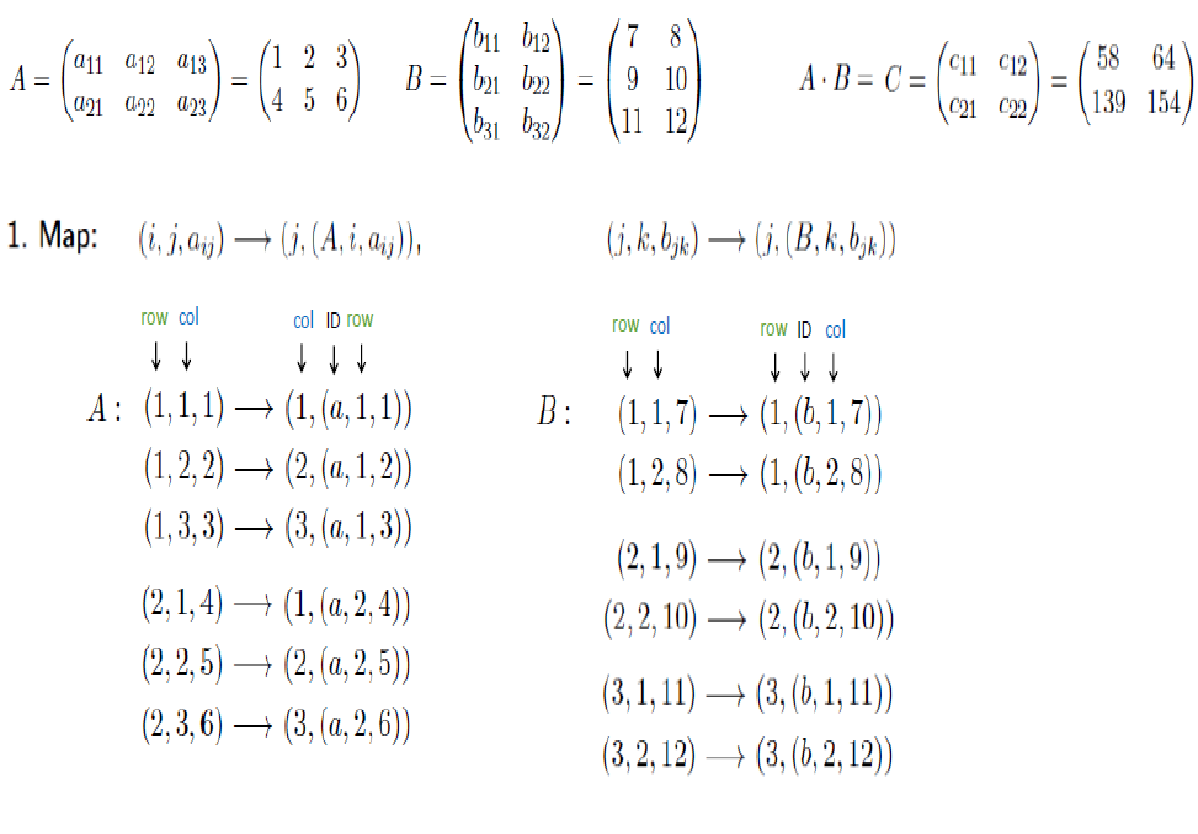 A = (a11 a12 a13 a21 a22 a23) = (1 2 3 4 5 6) B = (b11 b12 b21 b22 b31 b32) = (7 8 9 10 11 12) A · B = C = (c11 c12 c21 c22) = (58 64 139 154)
1. Map: (i, j, aij) → (j, (A, i, aij)), (j, k, bjk) → (j, (B, k, bjk))
row col col ID row row col row ID col
↓ ↓ ↓ ↓ ↓ ↓ ↓ ↓ ↓ ↓
A : (1, 1, 1) → (1, (a, 1, 1)) B : (1, 1, 7) → (1, (b, 1, 7))
(1, 2, 2) → (2, (a, 1, 2)) (1, 2, 8) → (1, (b, 2, 8))
(1, 3, 3) → (3, (a, 1, 3)) (2, 1, 9) → (2, (b, 1, 9))
(2, 1, 4) → (1, (a, 2, 4)) (2, 2, 10) → (2, (b, 2, 10))
(2, 2, 5) → (2, (a, 2, 5)) (3, 1, 11) → (3, (b, 1, 11))
(2, 3, 6) → (3, (a, 2, 6)) (3, 2, 12) → (3, (b, 2, 12))